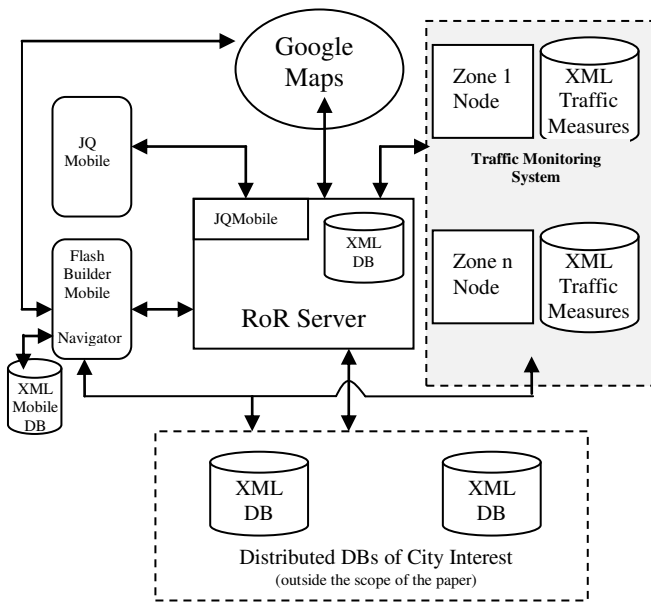 Google
Maps
Zone 1
Node
XML
Traffic
Measures
Traffic Monitoring
System
JQ
Mobile
JQMobile
XML
DB
RoR Server
Zone n
Node
XML
Traffic
Measures
Flash
Builder
Mobile
Navigator
XML
Mobile
DB
XML
DB
XML
DB
Distributed DBs of City Interest
(outside the scope of the paper)